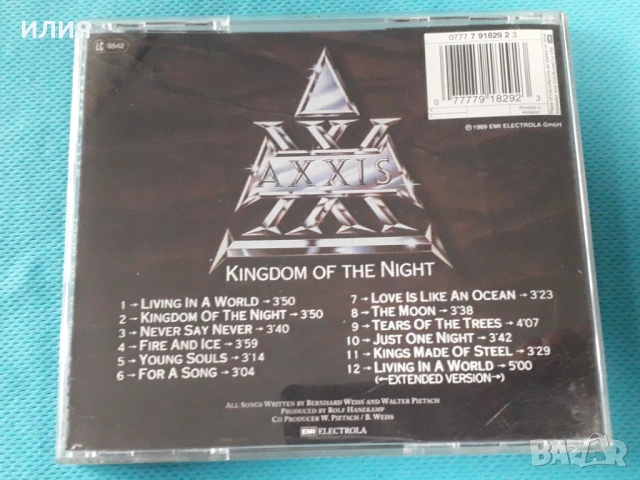 илия
LC 0542
0777 7 91829 2 3
0 77779 18292 3
Printed in Holland
℗ © 1989 EMI ELECTROLA GmbH
AXXIS
KINGDOM OF THE NIGHT
1 → LIVING IN A WORLD → 3'50
2 → KINGDOM OF THE NIGHT → 3'50
3 → NEVER SAY NEVER → 3'40
4 → FIRE AND ICE → 3'59
5 → YOUNG SOULS → 3'14
6 → FOR A SONG → 3'04
7 → LOVE IS LIKE AN OCEAN → 3'23
8 → THE MOON → 3'38
9 → TEARS OF THE TREES → 4'07
10 → JUST ONE NIGHT → 3'42
11 → KINGS MADE OF STEEL → 3'29
12 → LIVING IN A WORLD → 5'00
(←EXTENDED VERSION→)
ALL SONGS WRITTEN BY BERNHARD WEISS AND WALTER PIETSCH
PRODUCED BY ROLF HANEKAMP
CO PRODUCER W. PIETSCH / B. WEISS
EMI ELECTROLA
BAZAR